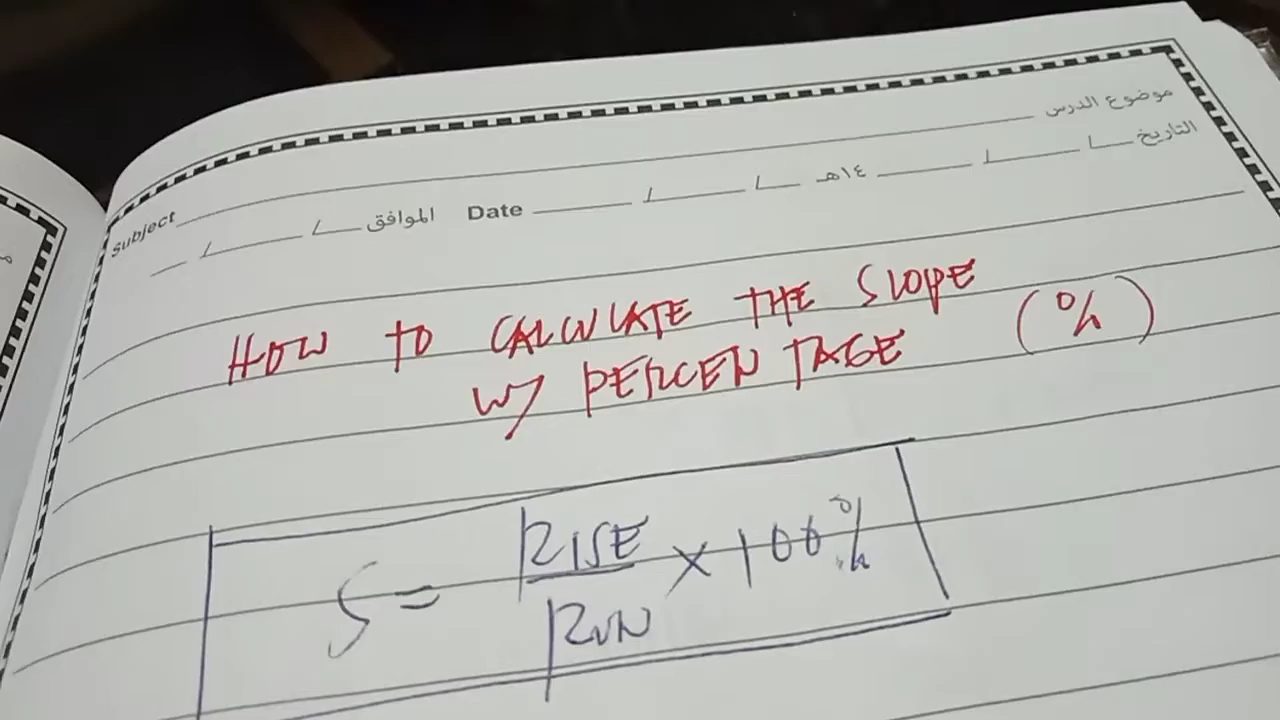 موضوع الدرس
التاريخ / / ١٤هـ Date / / الموافق / /
Subject
HOW TO CALCULATE THE SLOPE
W/ PERCENTAGE (%)
S = RISE/RUN × 100%